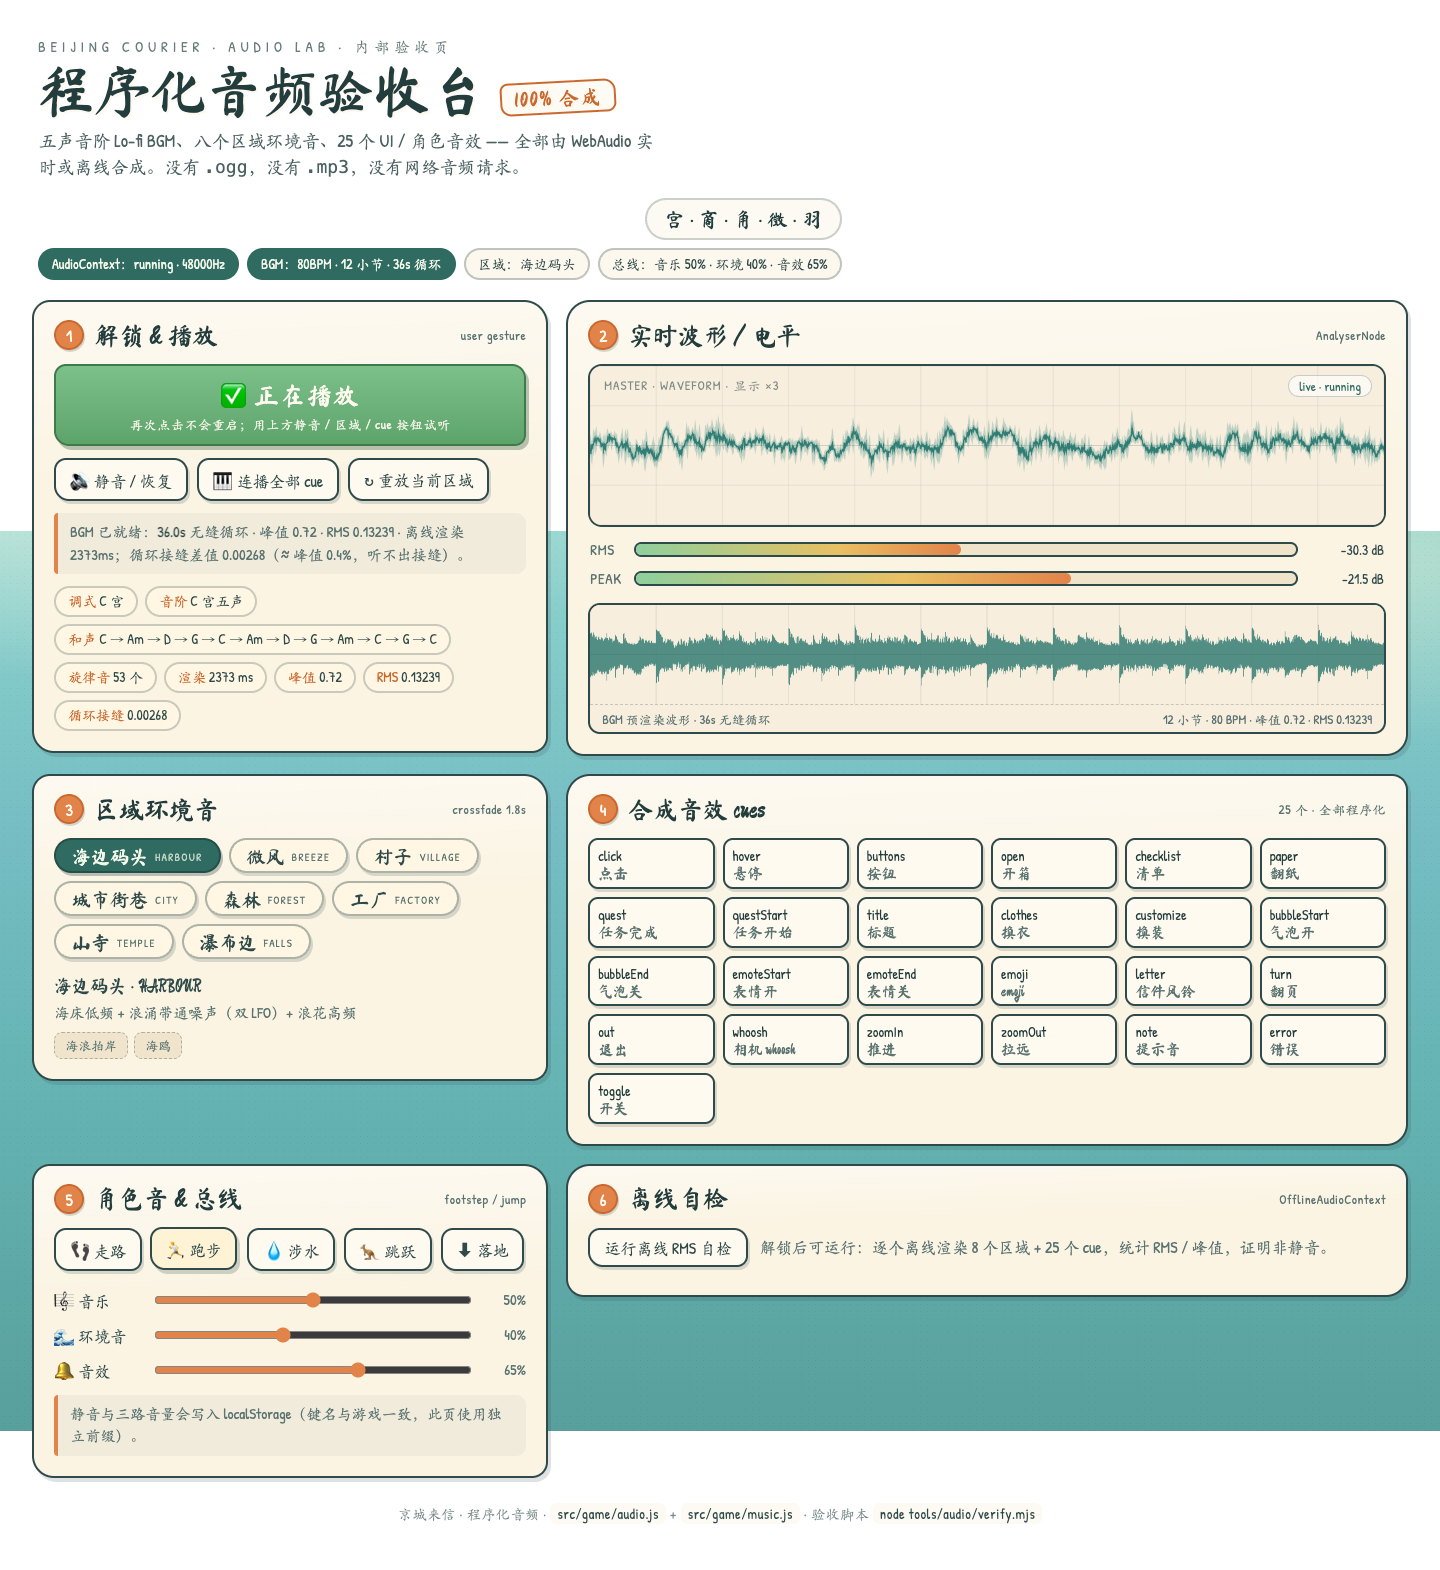 BEIJING COURIER · AUDIO LAB · 内部验收页
程序化音频验收台
100% 合成
五声音阶 Lo-fi BGM、八个区域环境音、25 个 UI / 角色音效 —— 全部由 WebAudio 实
时或离线合成。没有 .ogg，没有 .mp3，没有网络音频请求。
宫 · 商 · 角 · 徵 · 羽
AudioContext：running · 48000Hz
BGM：80BPM · 12 小节 · 36s 循环
区域：海边码头
总线：音乐 50% · 环境 40% · 音效 65%
1 解锁 & 播放
user gesture
✅ 正在播放
再次点击不会重启；用上方静音 / 区域 / cue 按钮试听
🔈 静音 / 恢复
🎹 连播全部 cue
↻ 重放当前区域
BGM 已就绪：36.0s 无缝循环 · 峰值 0.72 · RMS 0.13239 · 离线渲染
2373ms；循环接缝差值 0.00268（≈ 峰值 0.4%，听不出接缝）。
调式 C 宫
音阶 C 宫五声
和声 C → Am → D → G → C → Am → D → G → Am → C → G → C
旋律音 53 个
渲染 2373 ms
峰值 0.72
RMS 0.13239
循环接缝 0.00268
2 实时波形 / 电平
AnalyserNode
MASTER · WAVEFORM · 显示 ×3
live · running
RMS
-30.3 dB
PEAK
-21.5 dB
BGM 预渲染波形 · 36s 无缝循环
12 小节 · 80 BPM · 峰值 0.72 · RMS 0.13239
3 区域环境音
crossfade 1.8s
海边码头 HARBOUR
微风 BREEZE
村子 VILLAGE
城市街巷 CITY
森林 FOREST
工厂 FACTORY
山寺 TEMPLE
瀑布边 FALLS
海边码头 · HARBOUR
海床低频 + 浪涌带通噪声（双 LFO）+ 浪花高频
海浪拍岸
海鸥
4 合成音效 cues
25 个 · 全部程序化
click
点击
hover
悬停
buttons
按钮
open
开箱
checklist
清单
paper
翻纸
quest
任务完成
questStart
任务开始
title
标题
clothes
换衣
customize
换装
bubbleStart
气泡开
bubbleEnd
气泡关
emoteStart
表情开
emoteEnd
表情关
emoji
emoji
letter
信件风铃
turn
翻页
out
退出
whoosh
相机 whoosh
zoomIn
推进
zoomOut
拉远
note
提示音
error
错误
toggle
开关
5 角色音 & 总线
footstep / jump
👣 走路
🏃 跑步
💧 涉水
🦘 跳跃
⬇ 落地
🎼 音乐
50%
🌊 环境音
40%
🔔 音效
65%
静音与三路音量会写入 localStorage（键名与游戏一致，此页使用独
立前缀）。
6 离线自检
OfflineAudioContext
运行离线 RMS 自检
解锁后可运行：逐个离线渲染 8 个区域 + 25 个 cue，统计 RMS / 峰值，证明非静音。
京城来信 · 程序化音频 · src/game/audio.js + src/game/music.js · 验收脚本 node tools/audio/verify.mjs